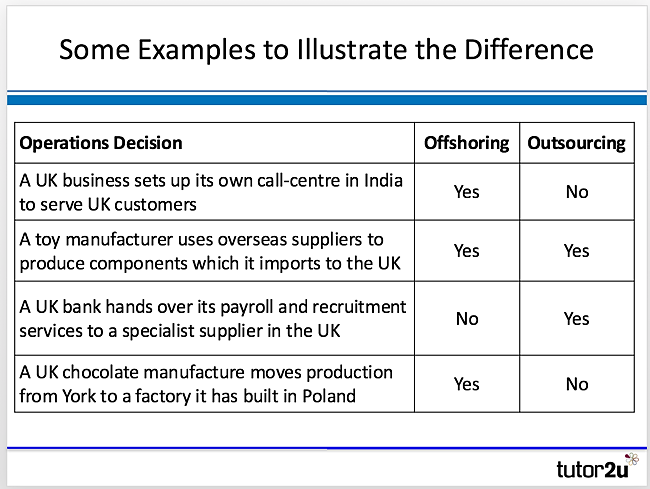 Some Examples to Illustrate the Difference
Operations Decision Offshoring Outsourcing
A UK business sets up its own call-centre in India
to serve UK customers
Yes No
A toy manufacturer uses overseas suppliers to
produce components which it imports to the UK
Yes Yes
A UK bank hands over its payroll and recruitment
services to a specialist supplier in the UK
No Yes
A UK chocolate manufacture moves production
from York to a factory it has built in Poland
Yes No
tutor2u